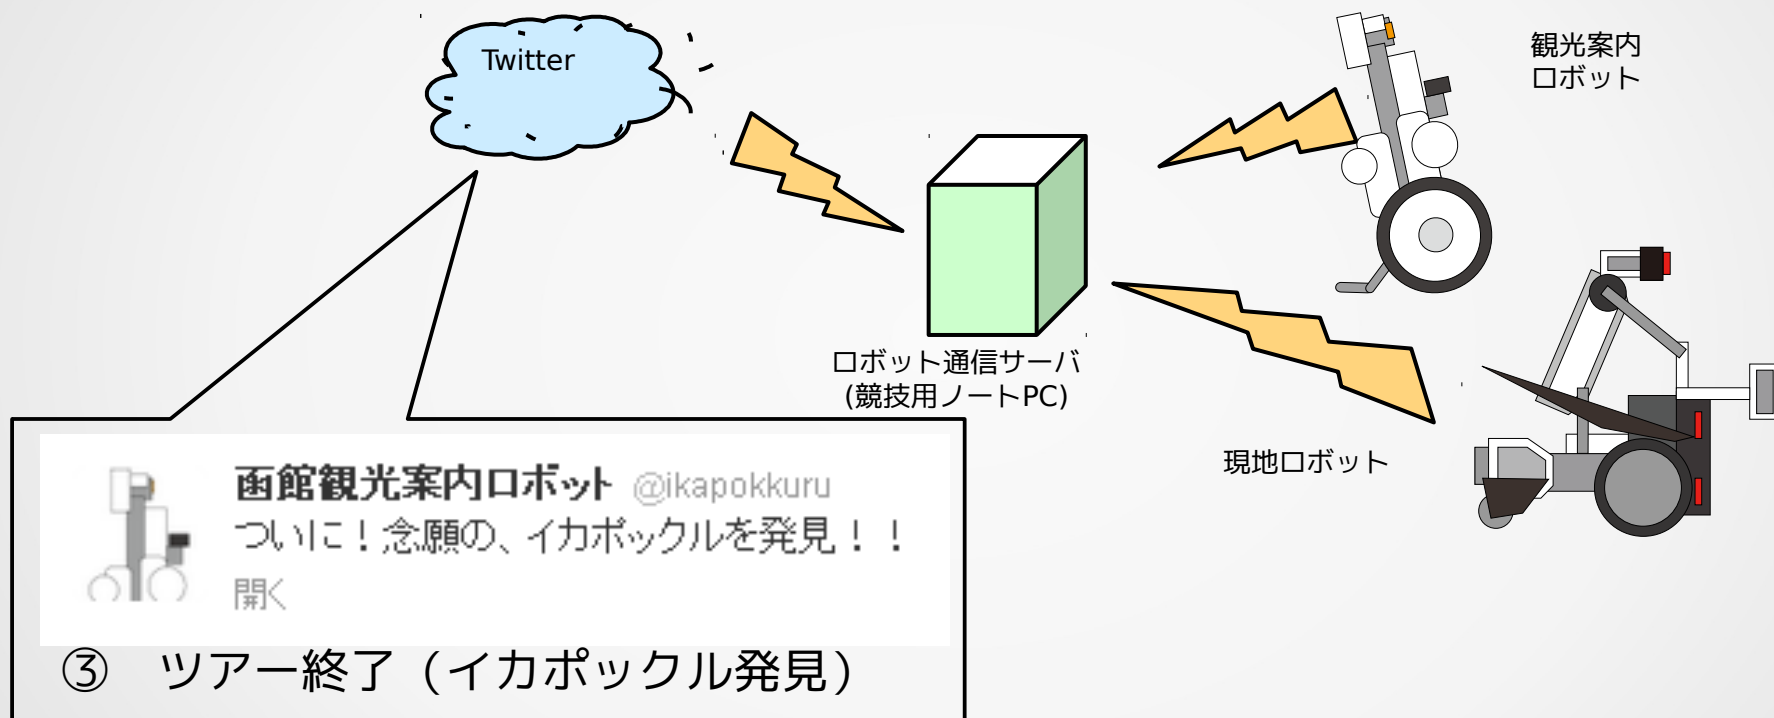 Twitter
観光案内
ロボット
ロボット通信サーバ
(競技用ノートPC)
現地ロボット
函館観光案内ロボット @ikapokkuru
ついに！念願の、イカポックルを発見！！
開く
③　ツアー終了（イカポックル発見）